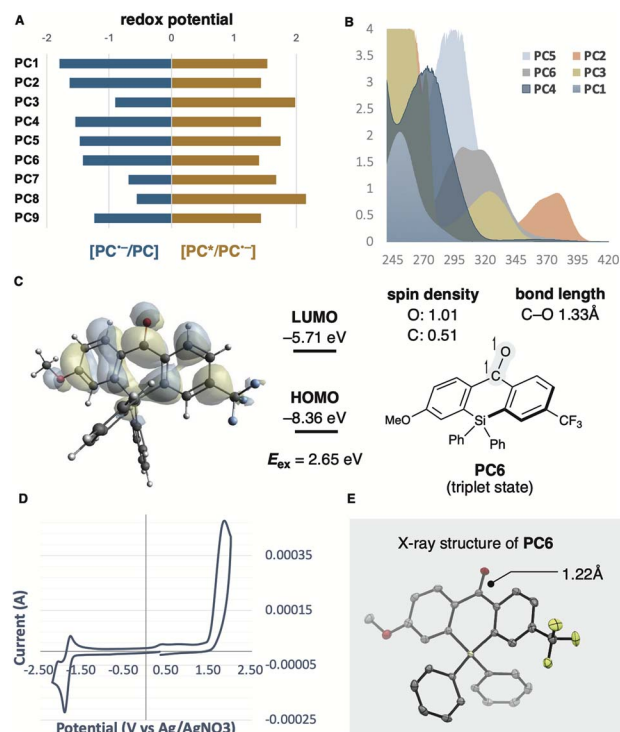 A
redox potential
-2 -1 0 1 2
PC1
PC2
PC3
PC4
PC5
PC6
PC7
PC8
PC9
[PC•–/PC] [PC*/PC•–]
B
4
3.5
3
2.5
2
1.5
1
0.5
0
PC5 PC2
PC6 PC3
PC4 PC1
245 270 295 320 345 370 395 420
C
LUMO
–5.71 eV
HOMO
–8.36 eV
Eex = 2.65 eV
spin density
O: 1.01
C: 0.51
bond length
C–O 1.33Å
1
O
1
C
MeO
Si
CF3
Ph
Ph
PC6
(triplet state)
D
0.00035
0.00015
-0.00005
-0.00025
-2.50 -1.50 -0.50 0.50 1.50 2.50
Current (A)
Potential (V vs Ag/AgNO3)
E
X-ray structure of PC6
1.22Å